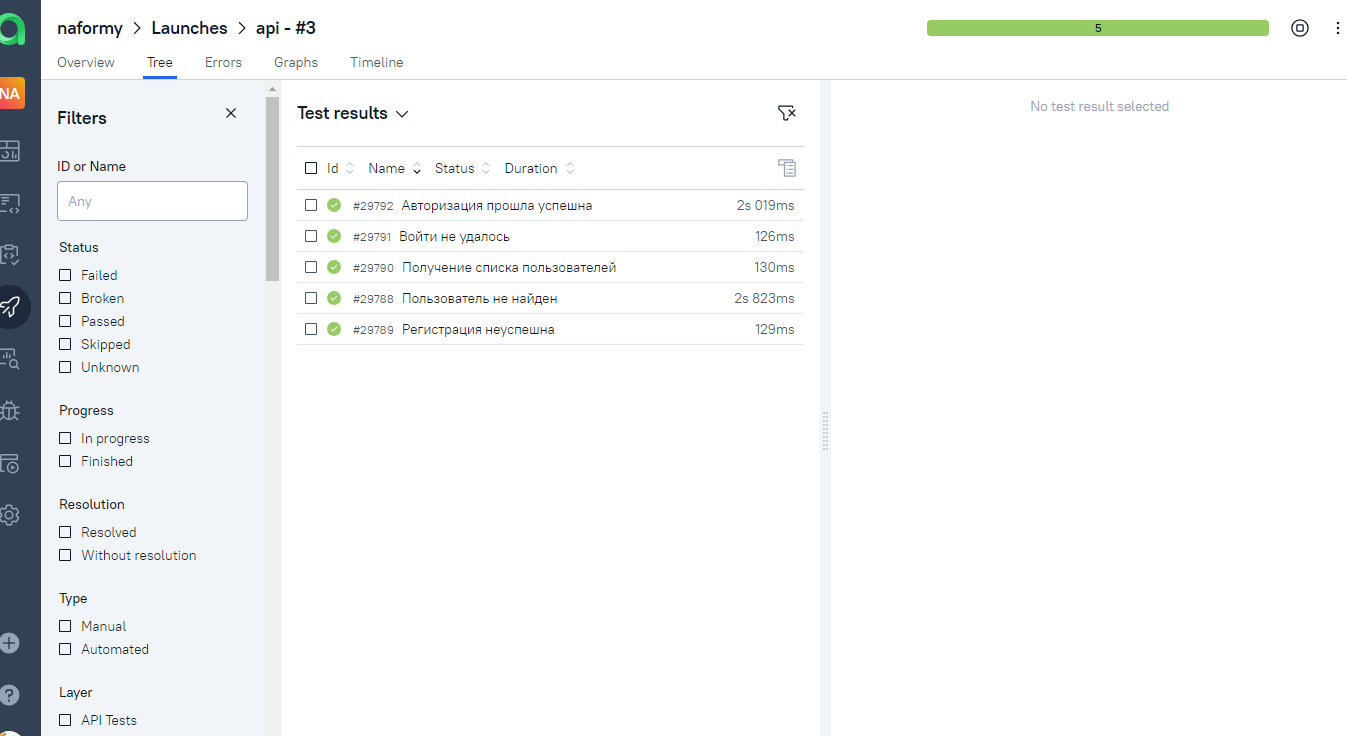 naformy > Launches > api - #3
5
Overview Tree Errors Graphs Timeline
NA
Filters
ID or Name
Any
Status
Failed
Broken
Passed
Skipped
Unknown
Progress
In progress
Finished
Resolution
Resolved
Without resolution
Type
Manual
Automated
Layer
API Tests
Test results
Id Name Status Duration
#29792 Авторизация прошла успешна 2s 019ms
#29791 Войти не удалось 126ms
#29790 Получение списка пользователей 130ms
#29788 Пользователь не найден 2s 823ms
#29789 Регистрация неуспешна 129ms
No test result selected